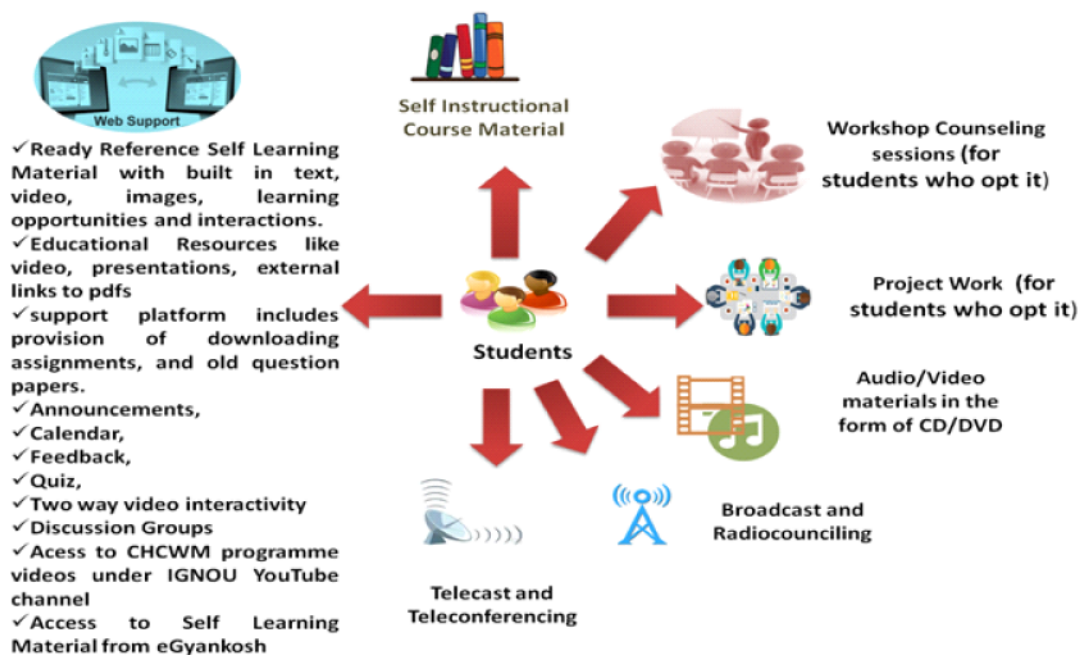 Web Support
✓Ready Reference Self Learning
Material with built in text,
video, images, learning
opportunities and interactions.
✓Educational Resources like
video, presentations, external
links to pdfs
✓support platform includes
provision of downloading
assignments, and old question
papers.
✓Announcements,
✓Calendar,
✓Feedback,
✓Quiz,
✓Two way video interactivity
✓Discussion Groups
✓Acess to CHCWM programme
videos under IGNOU YouTube
channel
✓Access to Self Learning
Material from eGyankosh
Self Instructional
Course Material
Workshop Counseling
sessions (for
students who opt it)
Project Work (for
students who opt it)
Students
Audio/Video
materials in the
form of CD/DVD
Broadcast and
Radiocounciling
Telecast and
Teleconferencing